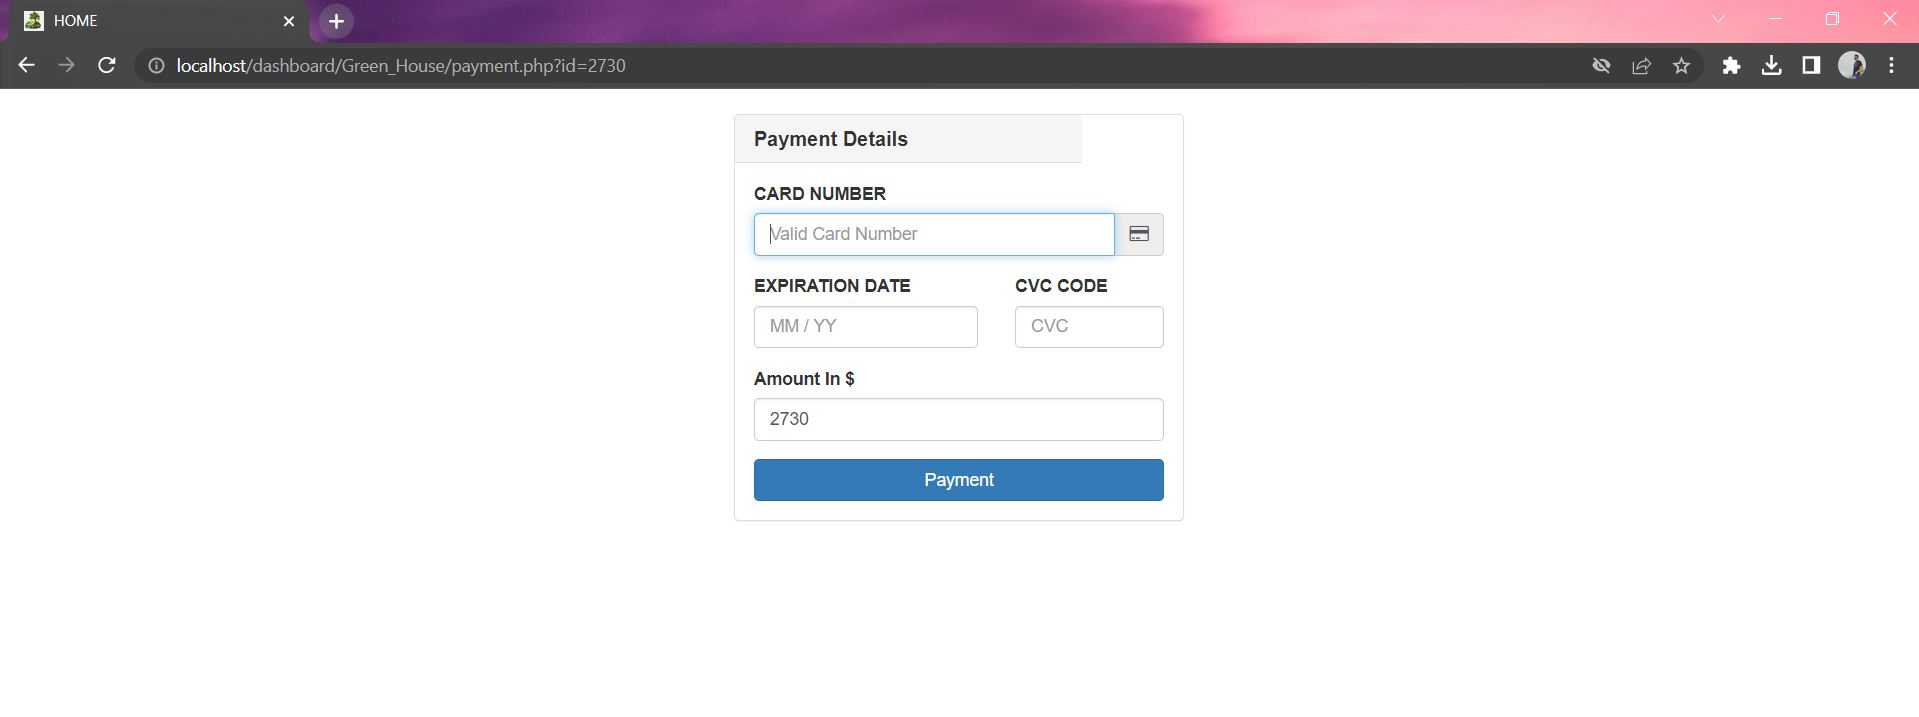 HOME
localhost/dashboard/Green_House/payment.php?id=2730
Payment Details
CARD NUMBER
Valid Card Number
EXPIRATION DATE CVC CODE
MM / YY CVC
Amount In $
2730
Payment